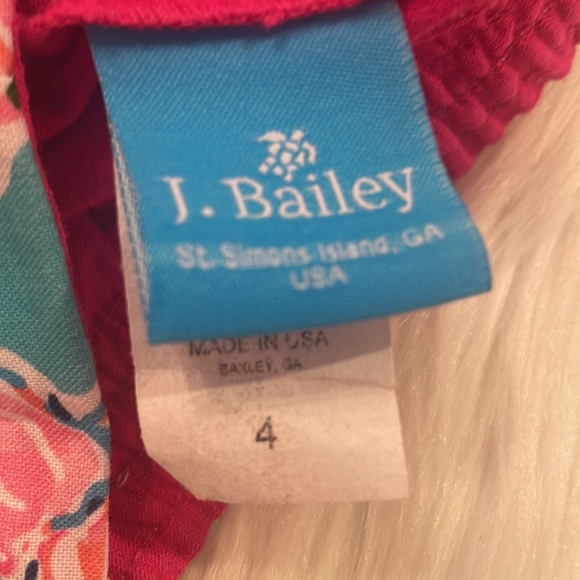 J. Bailey
St. Simons Island, GA
USA
MADE IN USA
BAXLEY, GA
4